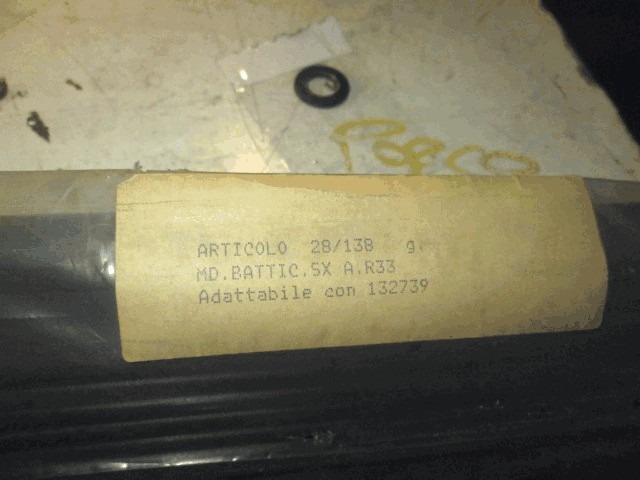 ARTICOLO 28/138 g.
MD.BATTIC.SX A.R33
Adattabile con 132739